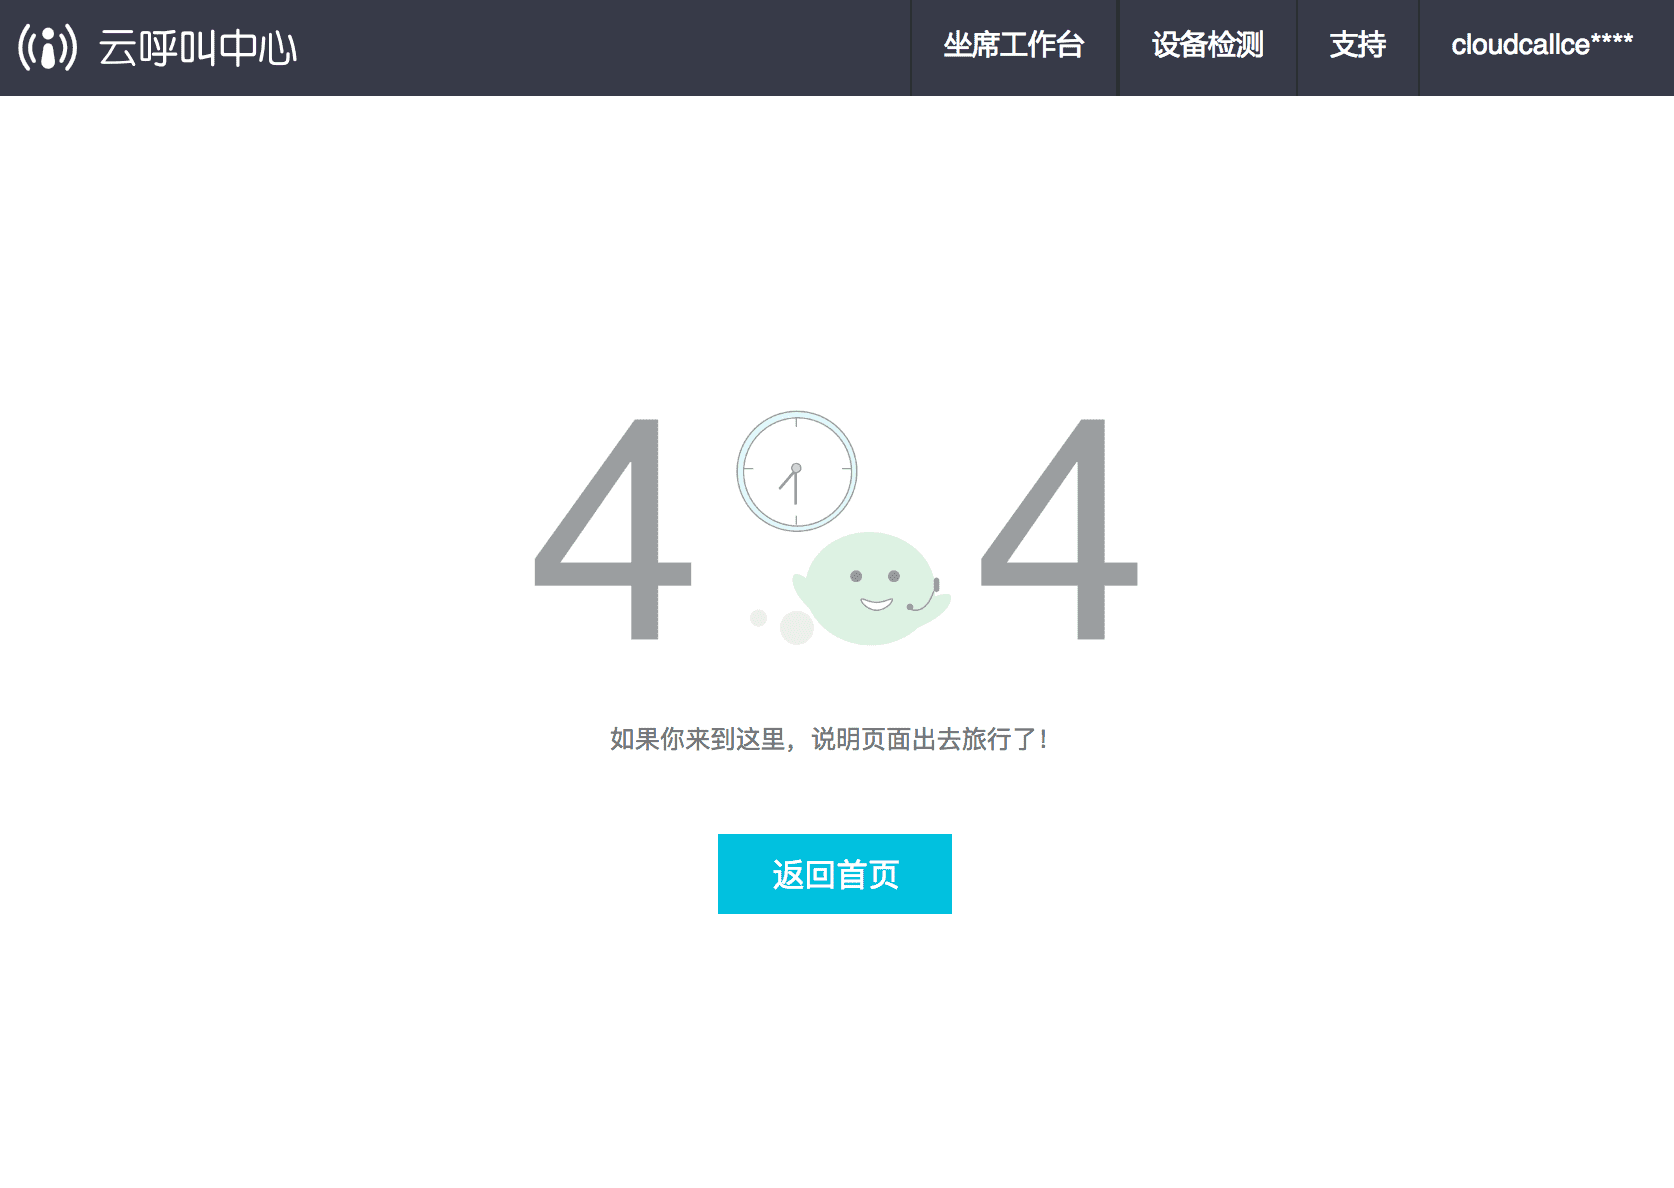 云呼叫中心
坐席工作台
设备检测
支持
cloudcallce****
4 4
如果你来到这里，说明页面出去旅行了！
返回首页